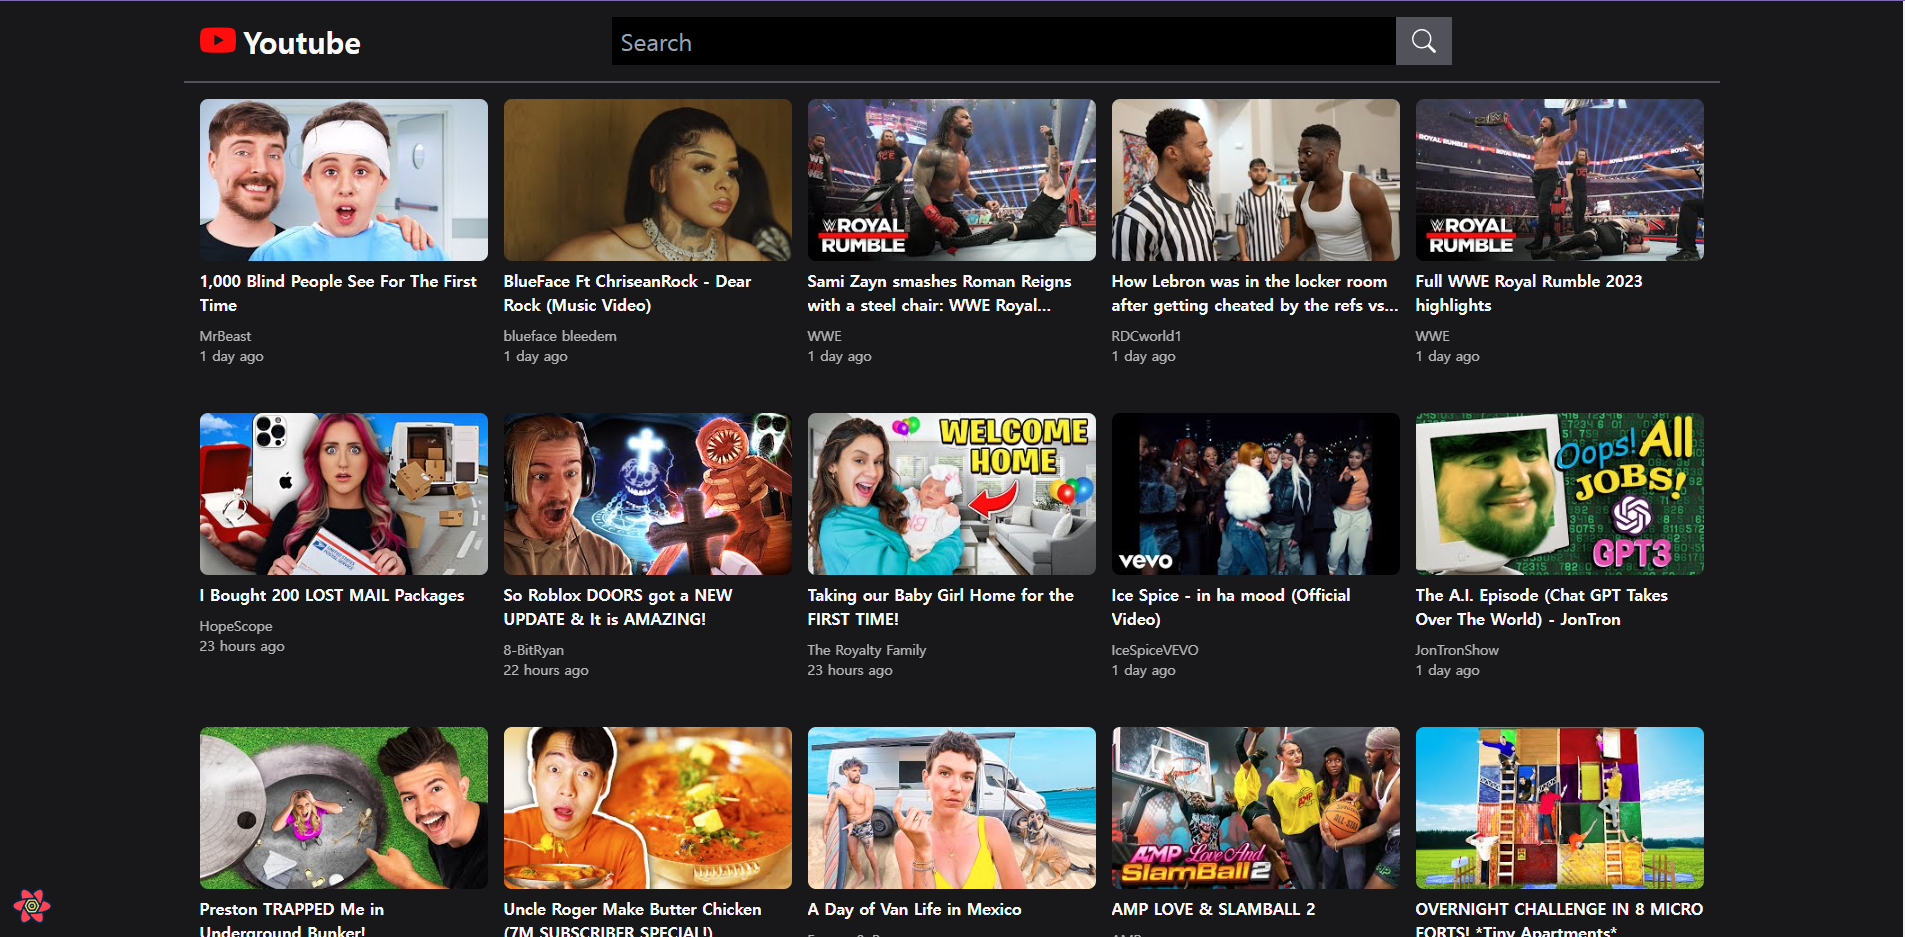 Youtube
Search
W ROYAL
RUMBLE
ROYAL RUMBLE
W ROYAL
RUMBLE
1,000 Blind People See For The First
Time
MrBeast
1 day ago
BlueFace Ft ChriseanRock - Dear
Rock (Music Video)
blueface bleedem
1 day ago
Sami Zayn smashes Roman Reigns
with a steel chair: WWE Royal...
WWE
1 day ago
How Lebron was in the locker room
after getting cheated by the refs vs...
RDCworld1
1 day ago
Full WWE Royal Rumble 2023
highlights
WWE
1 day ago
WELCOME
HOME
vevo
Oops! All
JOBS!
GPT3
I Bought 200 LOST MAIL Packages
HopeScope
23 hours ago
So Roblox DOORS got a NEW
UPDATE & It is AMAZING!
8-BitRyan
22 hours ago
Taking our Baby Girl Home for the
FIRST TIME!
The Royalty Family
23 hours ago
Ice Spice - in ha mood (Official
Video)
IceSpiceVEVO
1 day ago
The A.I. Episode (Chat GPT Takes
Over The World) - JonTron
JonTronShow
1 day ago
AMP Love And
SlamBall 2
Preston TRAPPED Me in
Underground Bunker!
Uncle Roger Make Butter Chicken
(7M SUBSCRIBER SPECIAL!)
A Day of Van Life in Mexico
AMP LOVE & SLAMBALL 2
OVERNIGHT CHALLENGE IN 8 MICRO
FORTS! *Tiny Apartments*